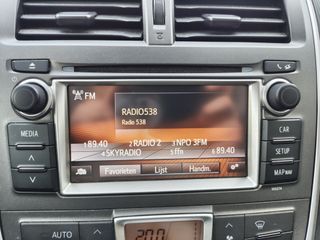 FM
RADIO538
Radio 538
1 89.40 2 RADIO 2 3 NPO 3FM
4 SKYRADIO 5 ffn 6 89.40
Favorieten Lijst Handm.
MEDIA
CAR
SETUP
MAP NAV
AUTO
20.0